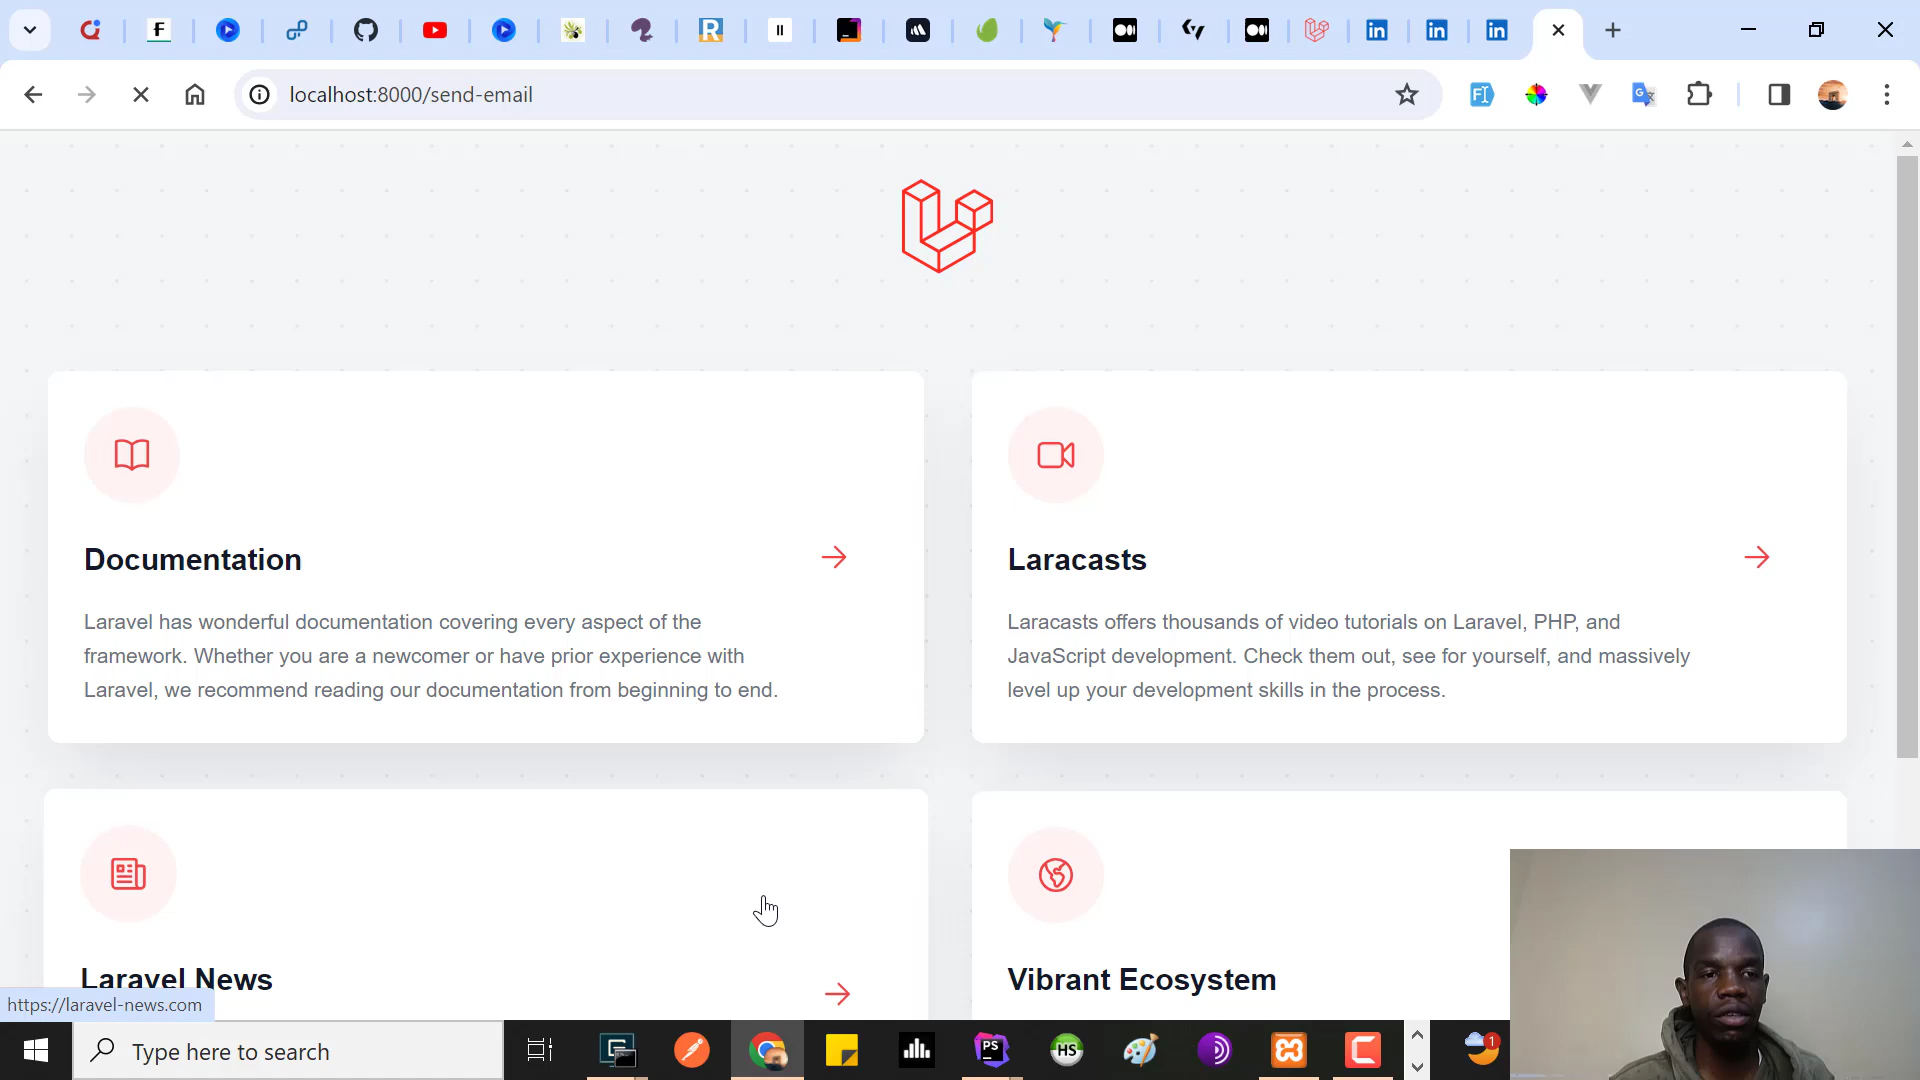 localhost:8000/send-email
Documentation
Laravel has wonderful documentation covering every aspect of the
framework. Whether you are a newcomer or have prior experience with
Laravel, we recommend reading our documentation from beginning to end.
Laracasts
Laracasts offers thousands of video tutorials on Laravel, PHP, and
JavaScript development. Check them out, see for yourself, and massively
level up your development skills in the process.
Laravel News
Vibrant Ecosystem
https://laravel-news.com
Type here to search
PS
HS
1